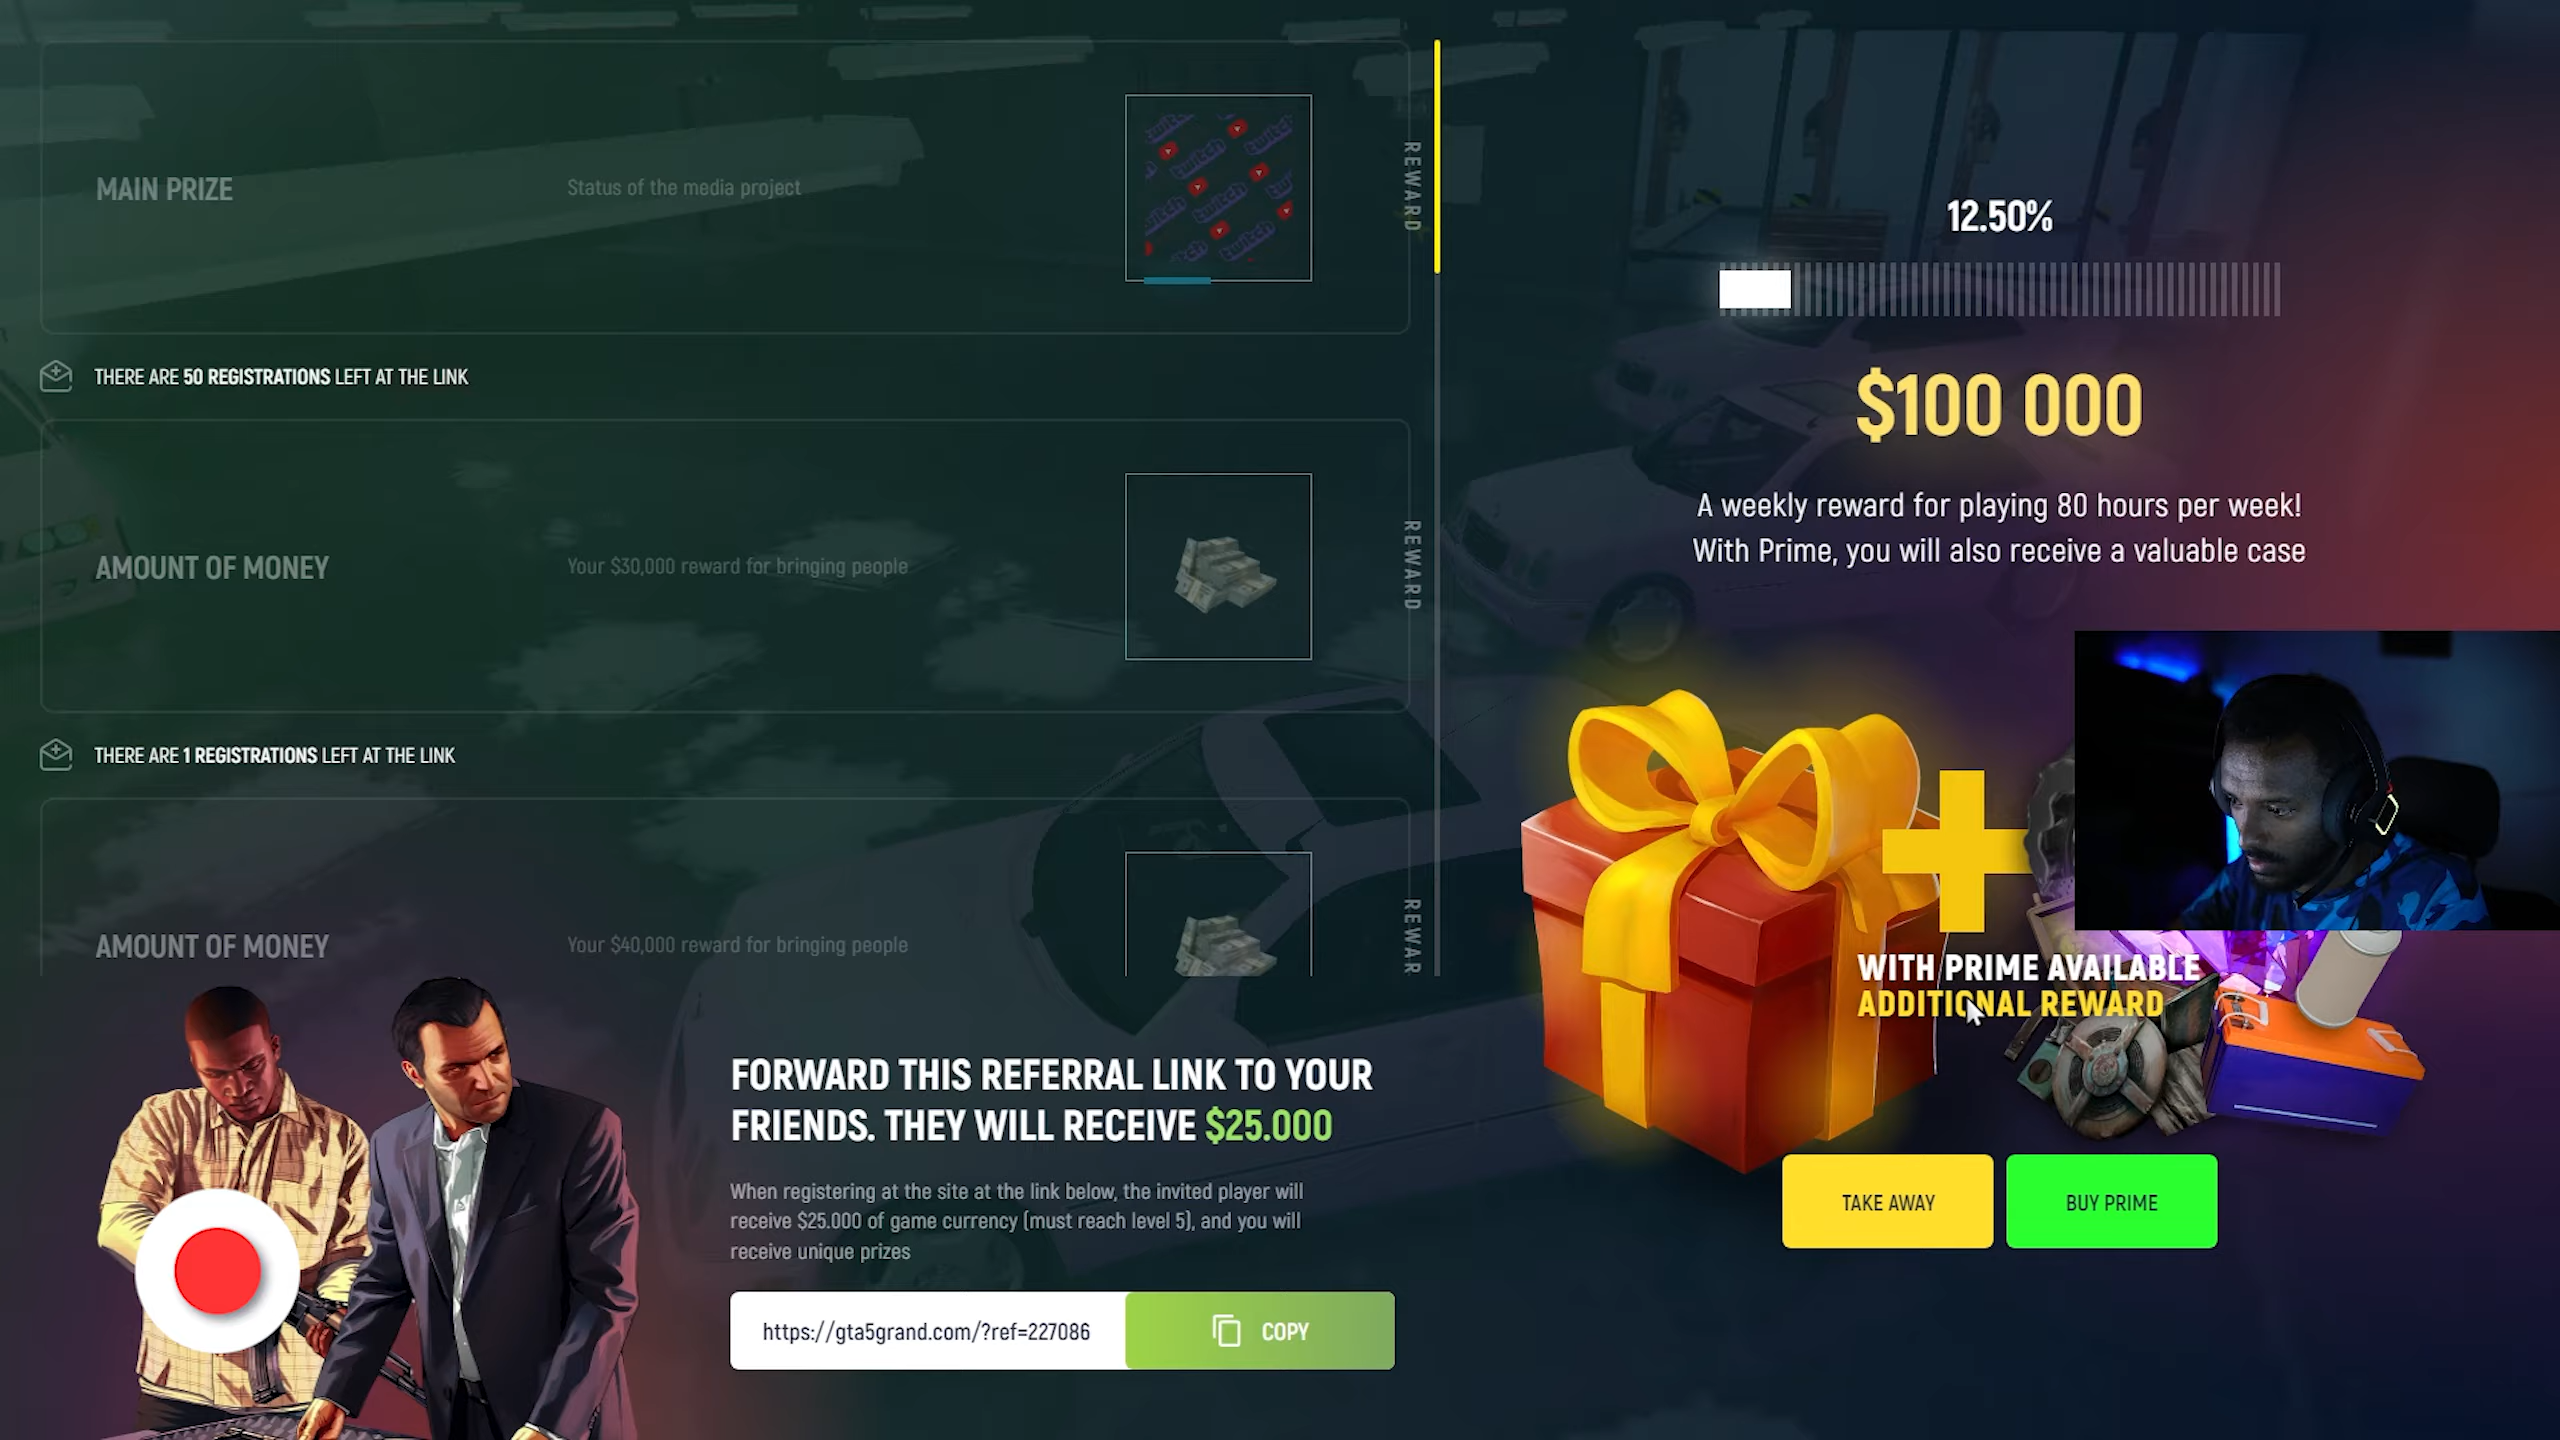 MAIN PRIZE
Status of the media project
REWARD
THERE ARE 50 REGISTRATIONS LEFT AT THE LINK
AMOUNT OF MONEY
Your $30,000 reward for bringing people
REWARD
THERE ARE 1 REGISTRATIONS LEFT AT THE LINK
AMOUNT OF MONEY
Your $40,000 reward for bringing people
REWAR
FORWARD THIS REFERRAL LINK TO YOUR
FRIENDS. THEY WILL RECEIVE $25.000
When registering at the site at the link below, the invited player will
receive $25.000 of game currency (must reach level 5), and you will
receive unique prizes
https://gta5grand.com/?ref=227086
COPY
12.50%
$100 000
A weekly reward for playing 80 hours per week!
With Prime, you will also receive a valuable case
WITH PRIME AVAILABLE
ADDITIONAL REWARD
TAKE AWAY
BUY PRIME
twitch
twitch
twitch